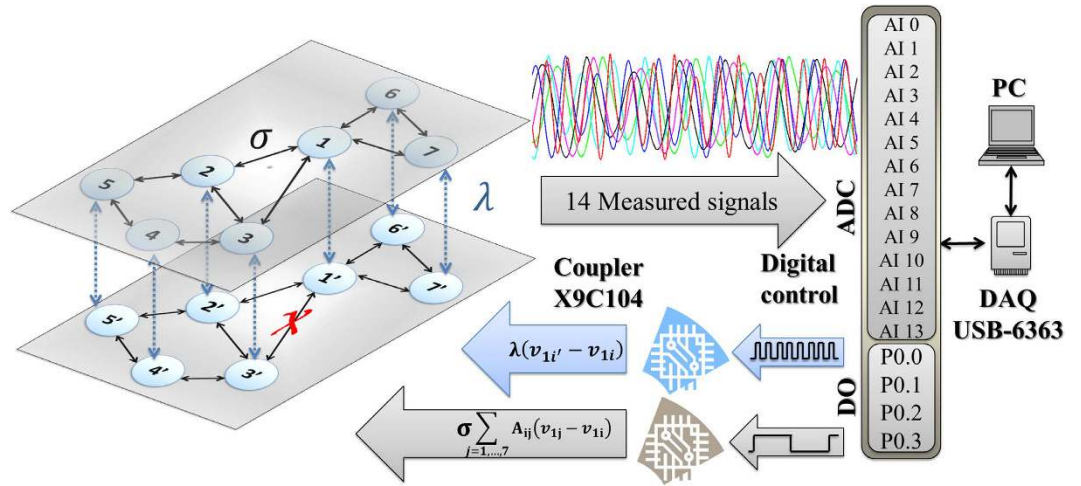 6
1
7
σ
2
5
3
4
λ
6'
1'
7'
2'
5'
X
3'
4'
14 Measured signals
Coupler
X9C104
Digital
control
λ(v₁ᵢ′ − v₁ᵢ)
σ∑ Aᵢⱼ(v₁ⱼ − v₁ᵢ)
j=1,...,7
ADC
DO
AI 0
AI 1
AI 2
AI 3
AI 4
AI 5
AI 6
AI 7
AI 8
AI 9
AI 10
AI 11
AI 12
AI 13
P0.0
P0.1
P0.2
P0.3
PC
DAQ
USB-6363